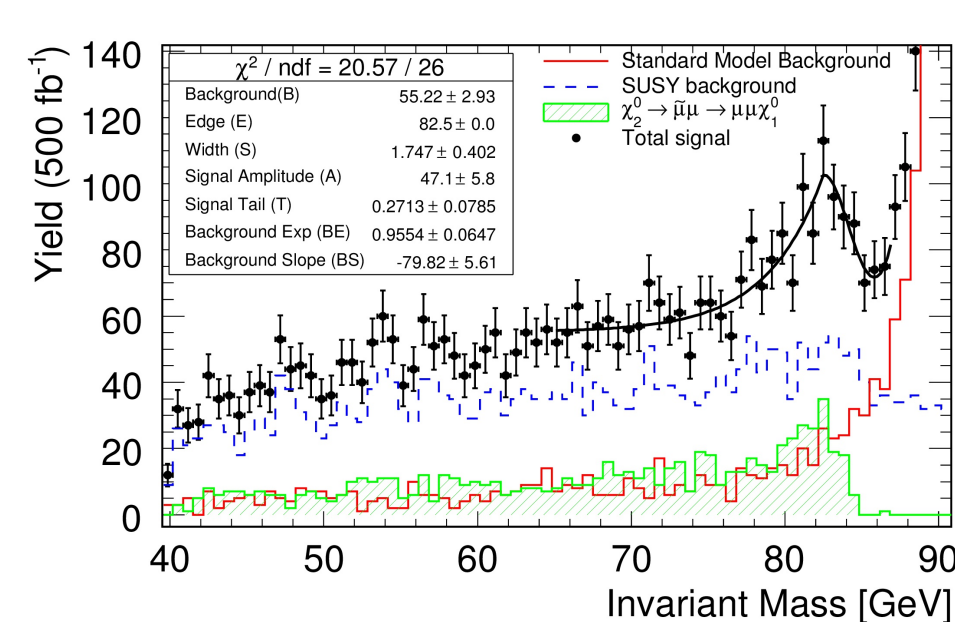 Yield (500 fb⁻¹)
140
120
100
80
60
40
20
0
χ² / ndf = 20.57 / 26
Background(B) 55.22 ± 2.93
Edge (E) 82.5 ± 0.0
Width (S) 1.747 ± 0.402
Signal Amplitude (A) 47.1 ± 5.8
Signal Tail (T) 0.2713 ± 0.0785
Background Exp (BE) 0.9554 ± 0.0647
Background Slope (BS) -79.82 ± 5.61
Standard Model Background
SUSY background
χ₂⁰ → μ̃μ → μμχ₁⁰
Total signal
40 50 60 70 80 90
Invariant Mass [GeV]